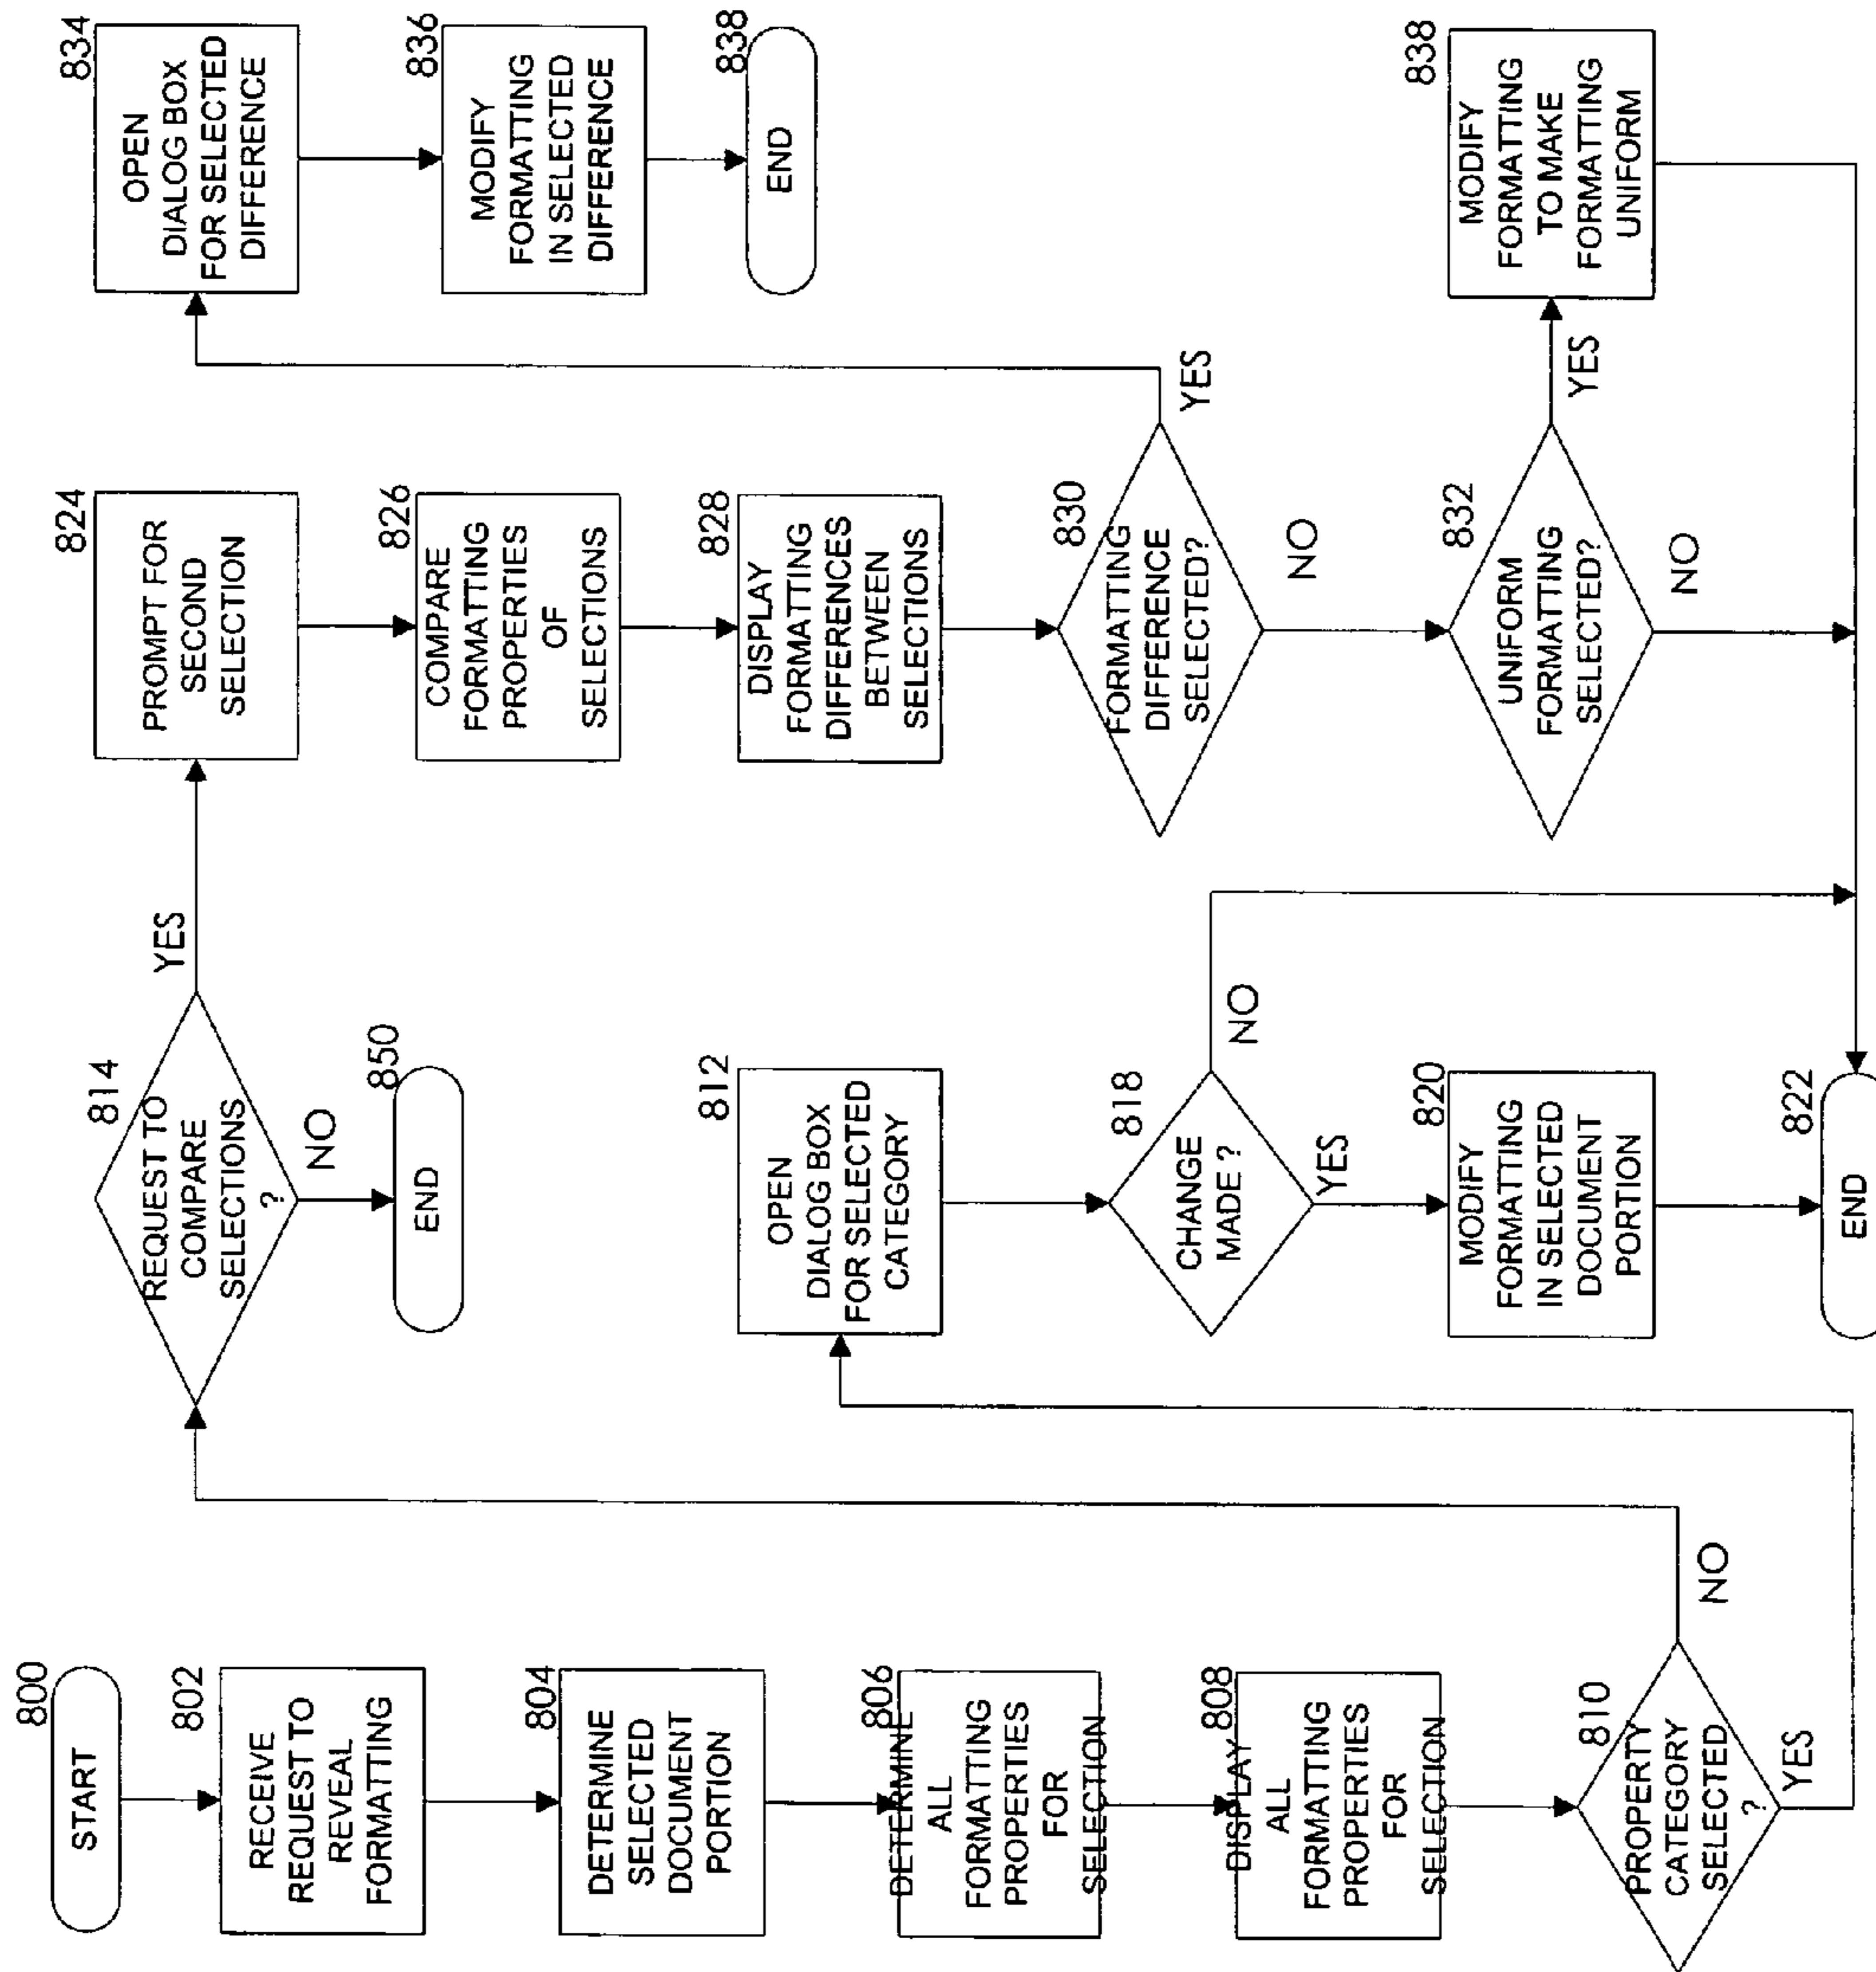 800
START
802
RECEIVE
REQUEST TO
REVEAL
FORMATTING
804
DETERMINE
SELECTED
DOCUMENT
PORTION
806
DETERMINE
ALL
FORMATTING
PROPERTIES
FOR
SELECTION
808
DISPLAY
ALL
FORMATTING
PROPERTIES
FOR
SELECTION
810
PROPERTY
CATEGORY
SELECTED
?
NO
YES
814
REQUEST TO
COMPARE
SELECTIONS
?
YES
NO
850
END
812
OPEN
DIALOG BOX
FOR SELECTED
CATEGORY
818
CHANGE
MADE ?
NO
YES
820
MODIFY
FORMATTING
IN SELECTED
DOCUMENT
PORTION
822
END
824
PROMPT FOR
SECOND
SELECTION
826
COMPARE
FORMATTING
PROPERTIES
OF
SELECTIONS
828
DISPLAY
FORMATTING
DIFFERENCES
BETWEEN
SELECTIONS
830
FORMATTING
DIFFERENCE
SELECTED?
YES
NO
832
UNIFORM
FORMATTING
SELECTED?
YES
NO
834
OPEN
DIALOG BOX
FOR SELECTED
DIFFERENCE
836
MODIFY
FORMATTING
IN SELECTED
DIFFERENCE
838
END
838
MODIFY
FORMATTING
TO MAKE
FORMATTING
UNIFORM